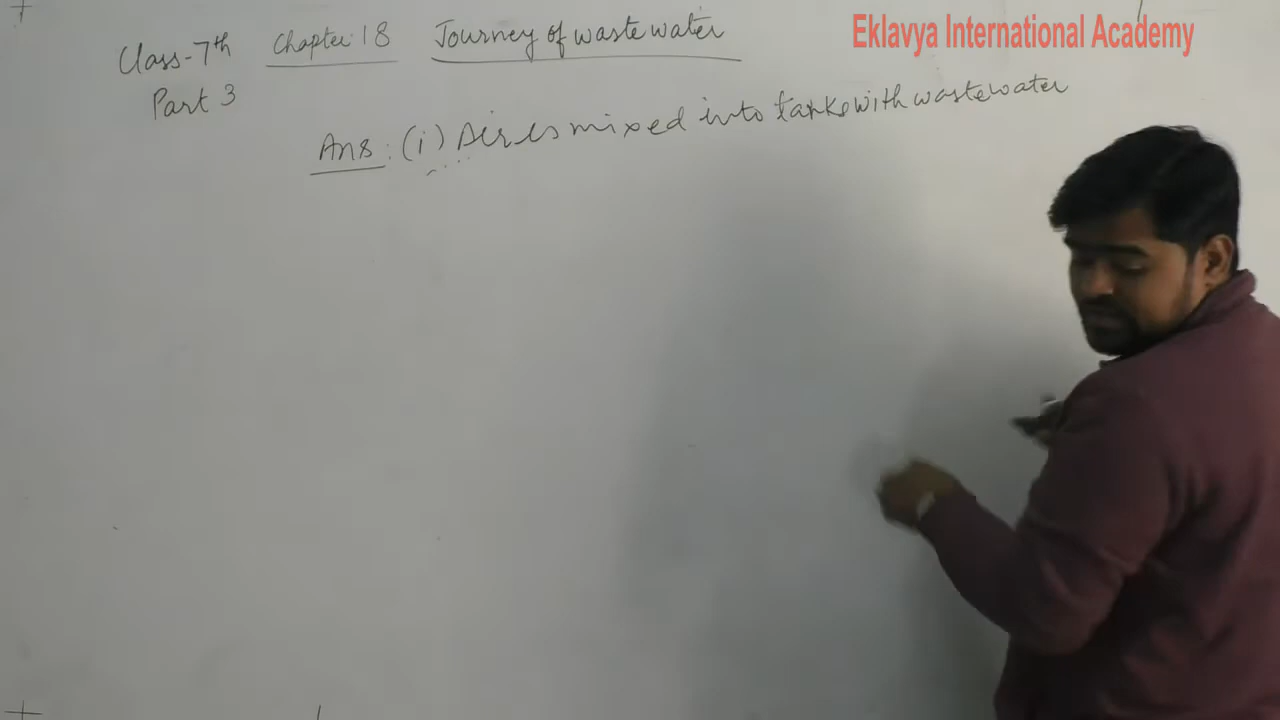 Class-7th Chapter 18 Journey of waste water
Eklavya International Academy
Part 3
Ans: (i) Air is mixed into tanks with wastewater